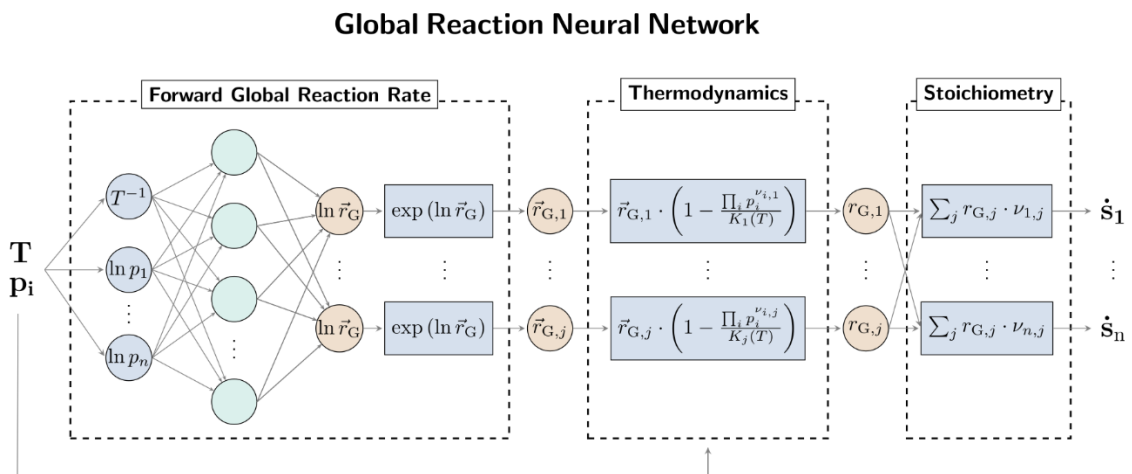 Global Reaction Neural Network
Forward Global Reaction Rate
Thermodynamics
Stoichiometry
T
p_i
T^{-1}
ln p_1
⋮
ln p_n
⋮
ln r⃗_G
⋮
ln r⃗_G
exp (ln r⃗_G)
⋮
exp (ln r⃗_G)
r⃗_{G,1}
⋮
r⃗_{G,j}
r⃗_{G,1} · (1 − ∏_i p_i^{ν_{i,1}} / K_1(T))
⋮
r⃗_{G,j} · (1 − ∏_i p_i^{ν_{i,j}} / K_j(T))
r_{G,1}
⋮
r_{G,j}
∑_j r_{G,j} · ν_{1,j}
⋮
∑_j r_{G,j} · ν_{n,j}
ṡ_1
⋮
ṡ_n